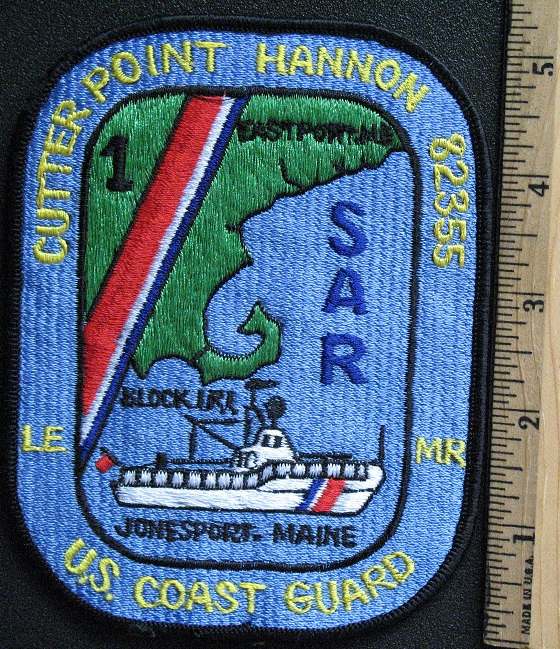 CUTTER POINT HANNON 82355
1
EASTPORT.ME
SAR
BLOCK I.R.I.
LE
MR
JONESPORT. MAINE
U.S. COAST GUARD
5
4
3
2
1
MADE IN U.S.A.